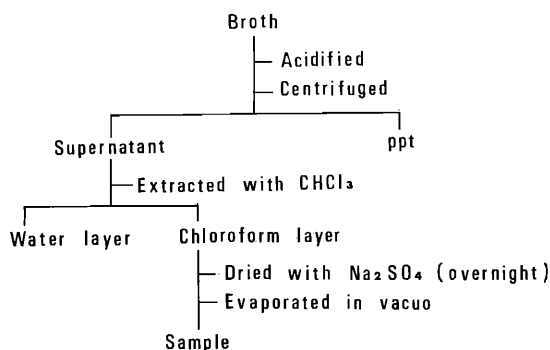 Broth
Acidified
Centrifuged
Supernatant
ppt
Extracted with CHCl₃
Water layer
Chloroform layer
Dried with Na₂SO₄ (overnight)
Evaporated in vacuo
Sample